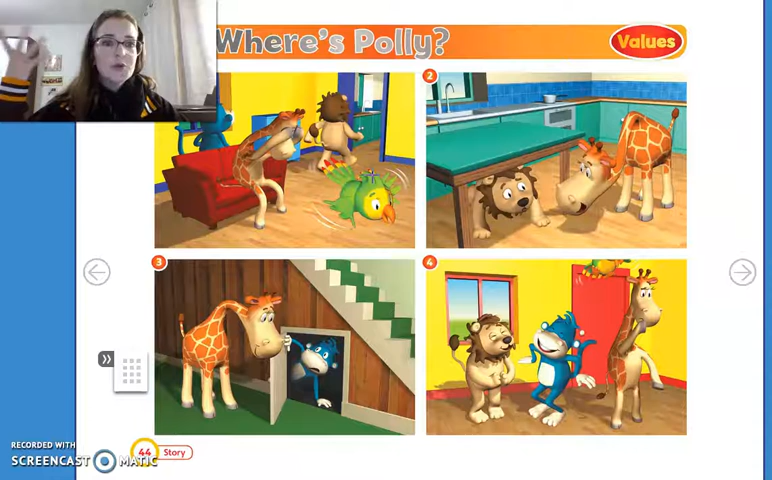 Where's Polly?
Values
2
3
4
44 Story
RECORDED WITH
SCREENCAST MATIC